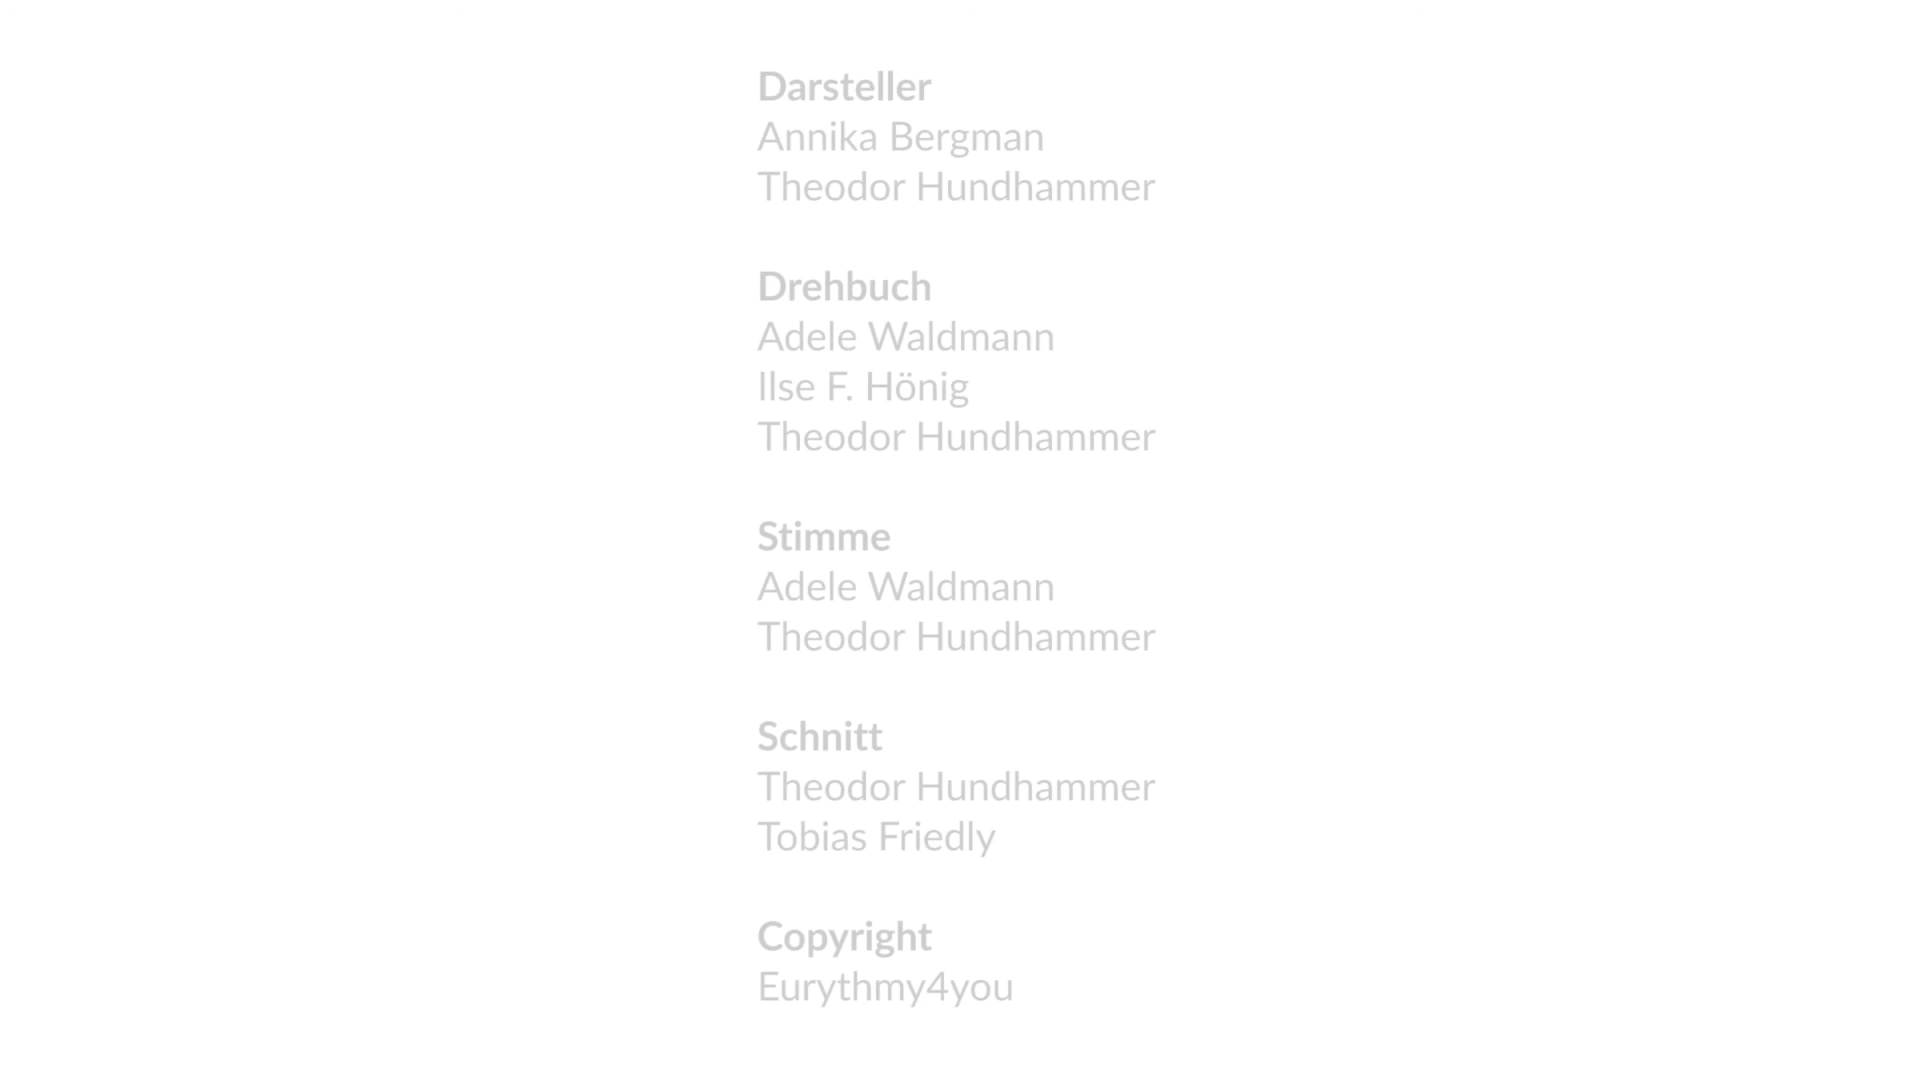 Darsteller
Annika Bergman
Theodor Hundhammer
Drehbuch
Adele Waldmann
Ilse F. Hönig
Theodor Hundhammer
Stimme
Adele Waldmann
Theodor Hundhammer
Schnitt
Theodor Hundhammer
Tobias Friedly
Copyright
Eurythmy4you